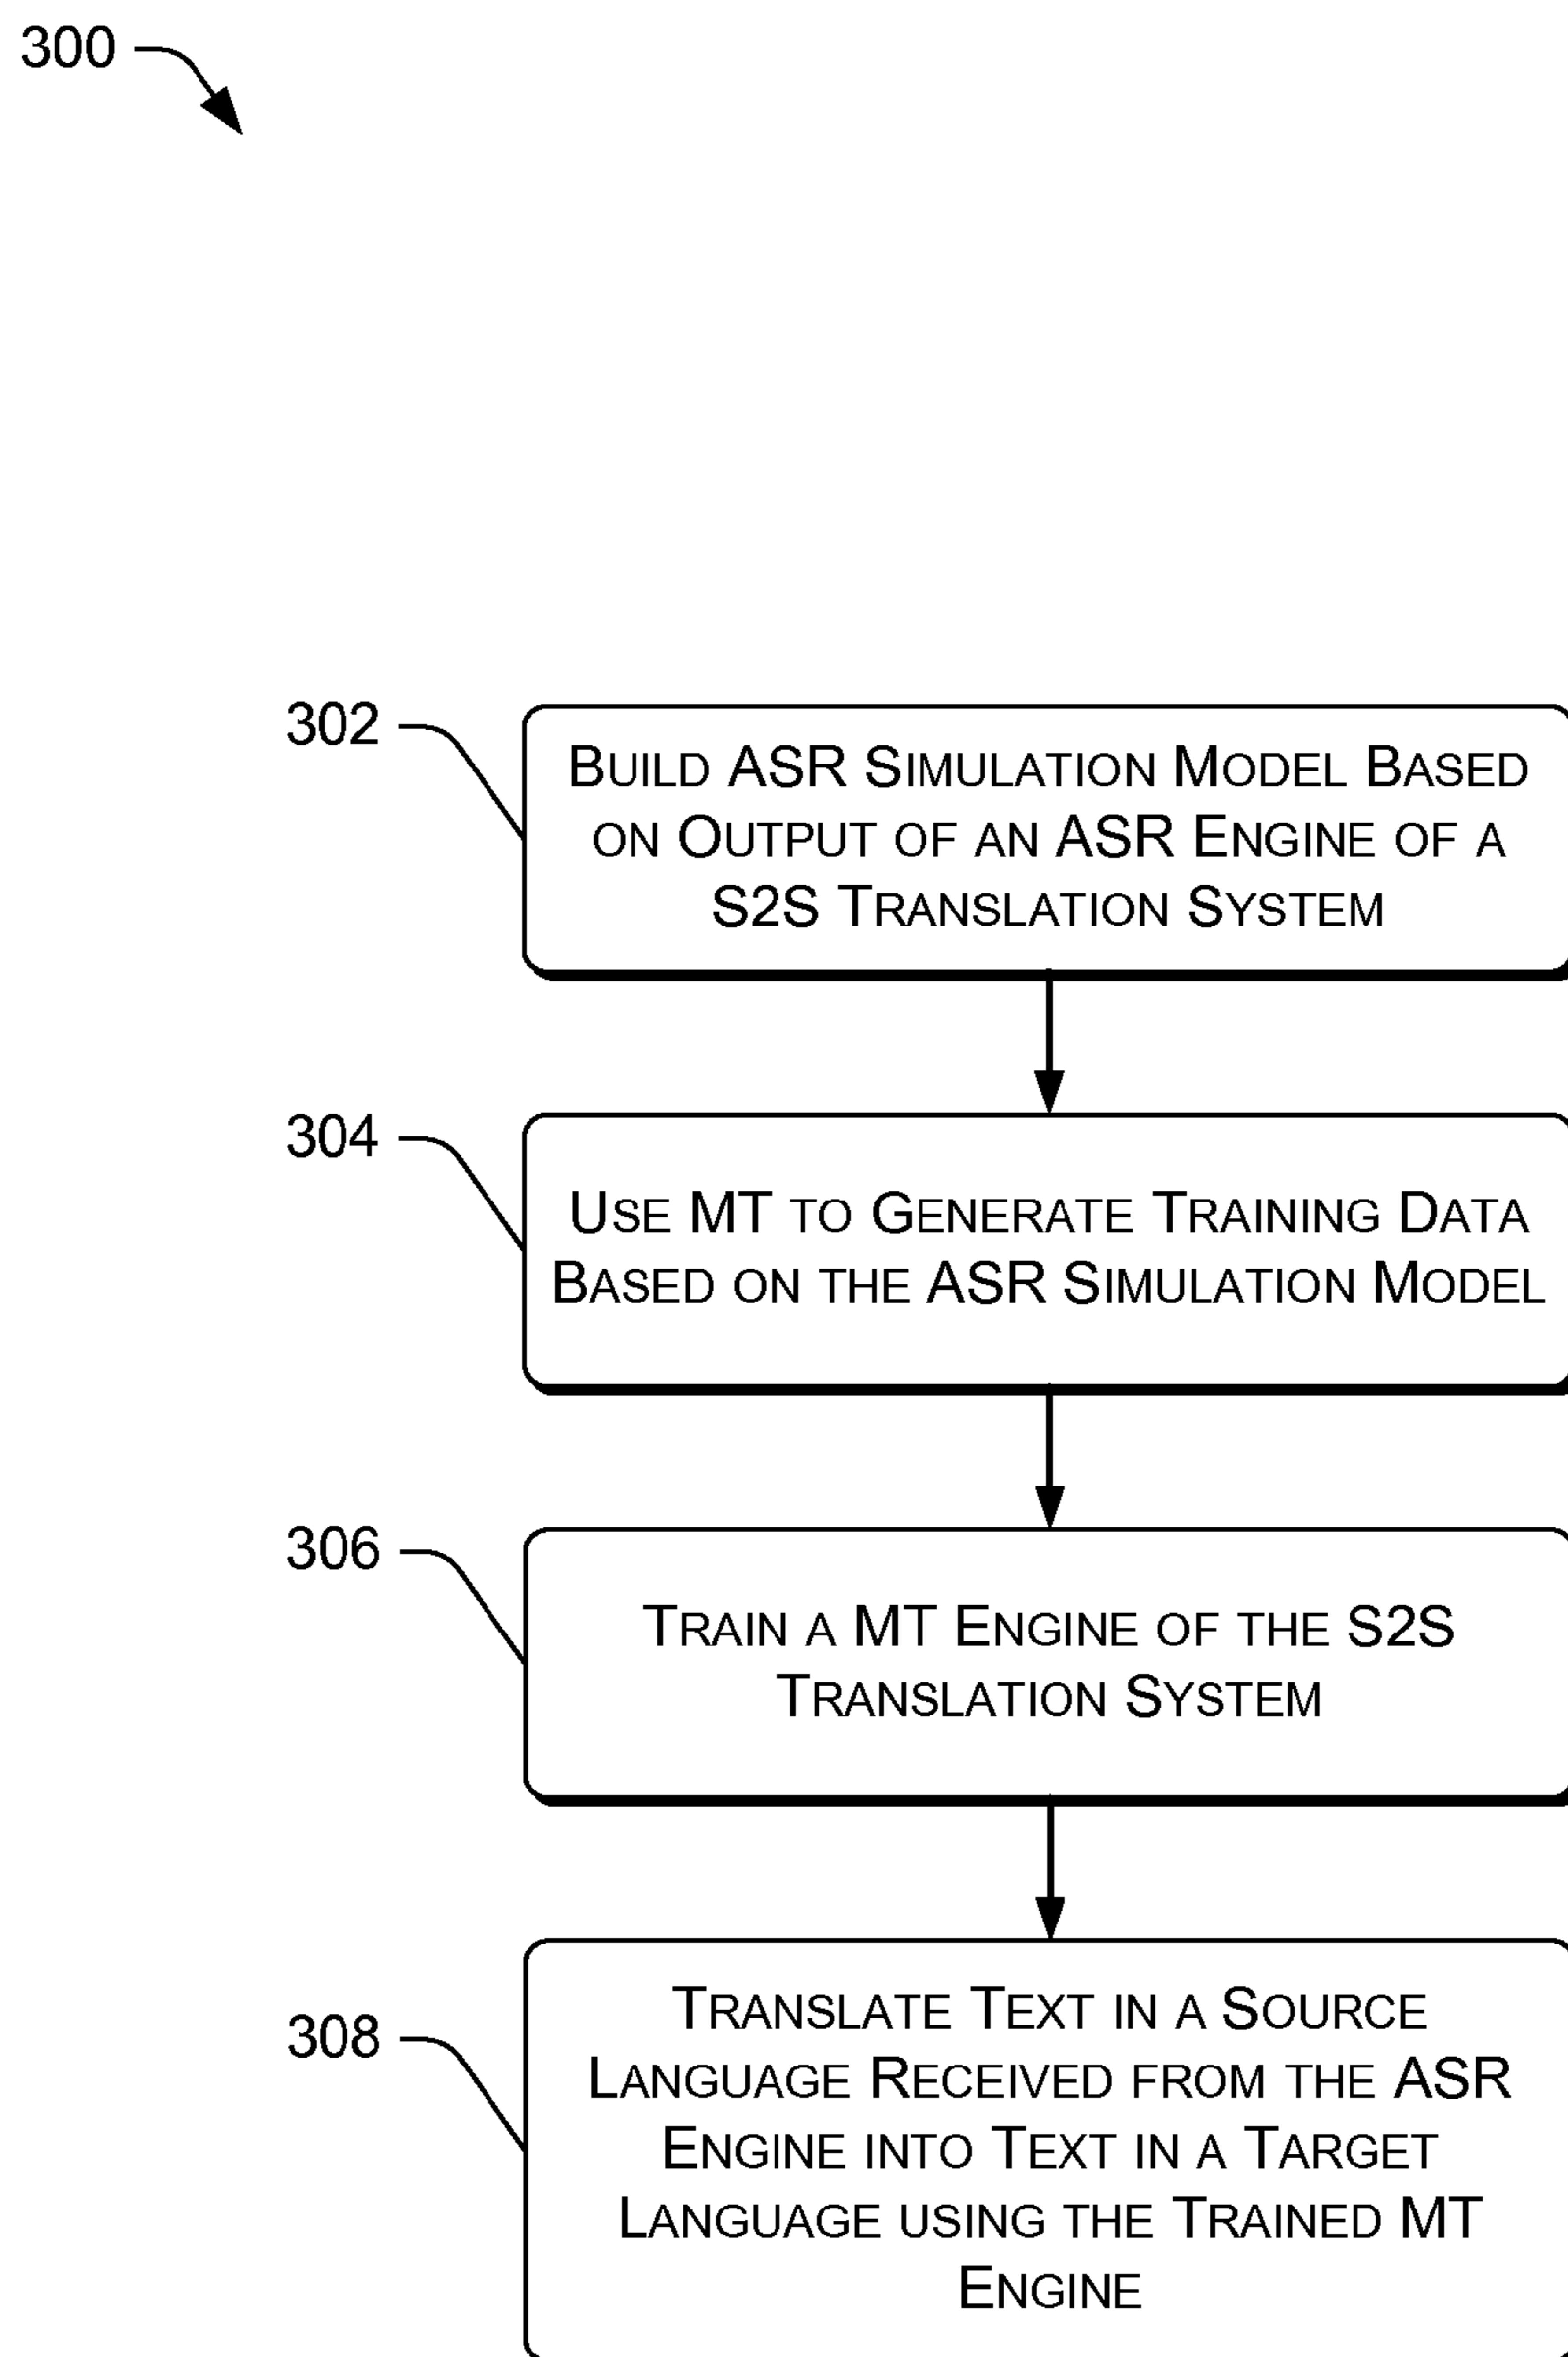 300
302
BUILD ASR SIMULATION MODEL BASED
ON OUTPUT OF AN ASR ENGINE OF A
S2S TRANSLATION SYSTEM
304
USE MT TO GENERATE TRAINING DATA
BASED ON THE ASR SIMULATION MODEL
306
TRAIN A MT ENGINE OF THE S2S
TRANSLATION SYSTEM
308
TRANSLATE TEXT IN A SOURCE
LANGUAGE RECEIVED FROM THE ASR
ENGINE INTO TEXT IN A TARGET
LANGUAGE USING THE TRAINED MT
ENGINE